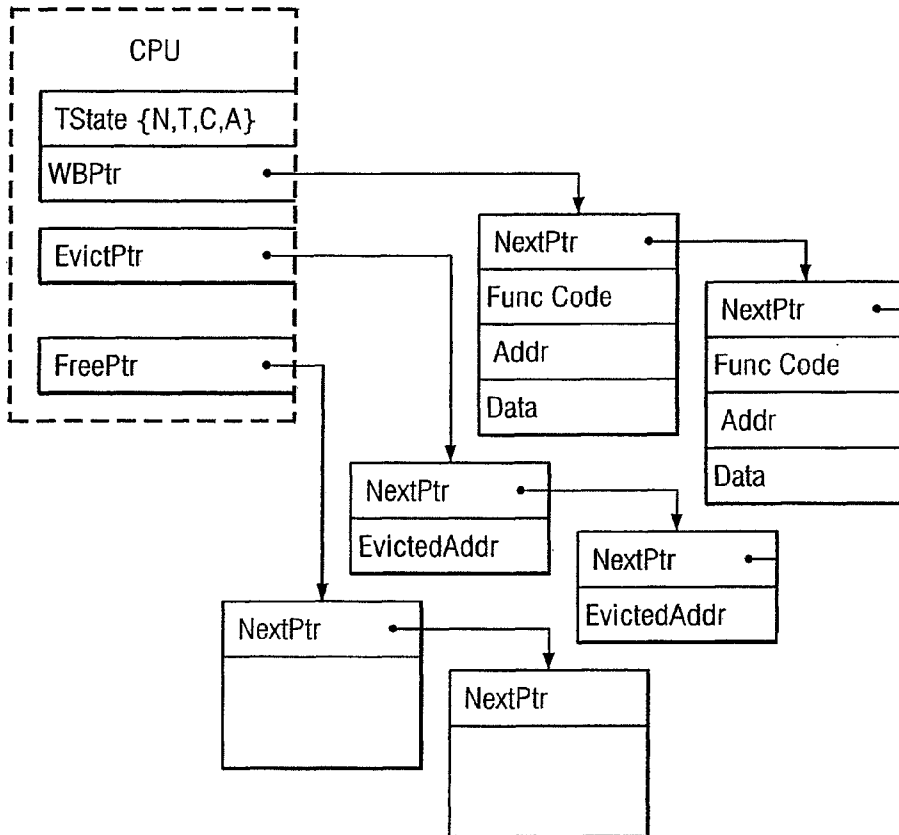 CPU
TState {N,T,C,A}
WBPtr
EvictPtr
FreePtr
NextPtr
Func Code
Addr
Data
NextPtr
Func Code
Addr
Data
NextPtr
EvictedAddr
NextPtr
EvictedAddr
NextPtr
NextPtr